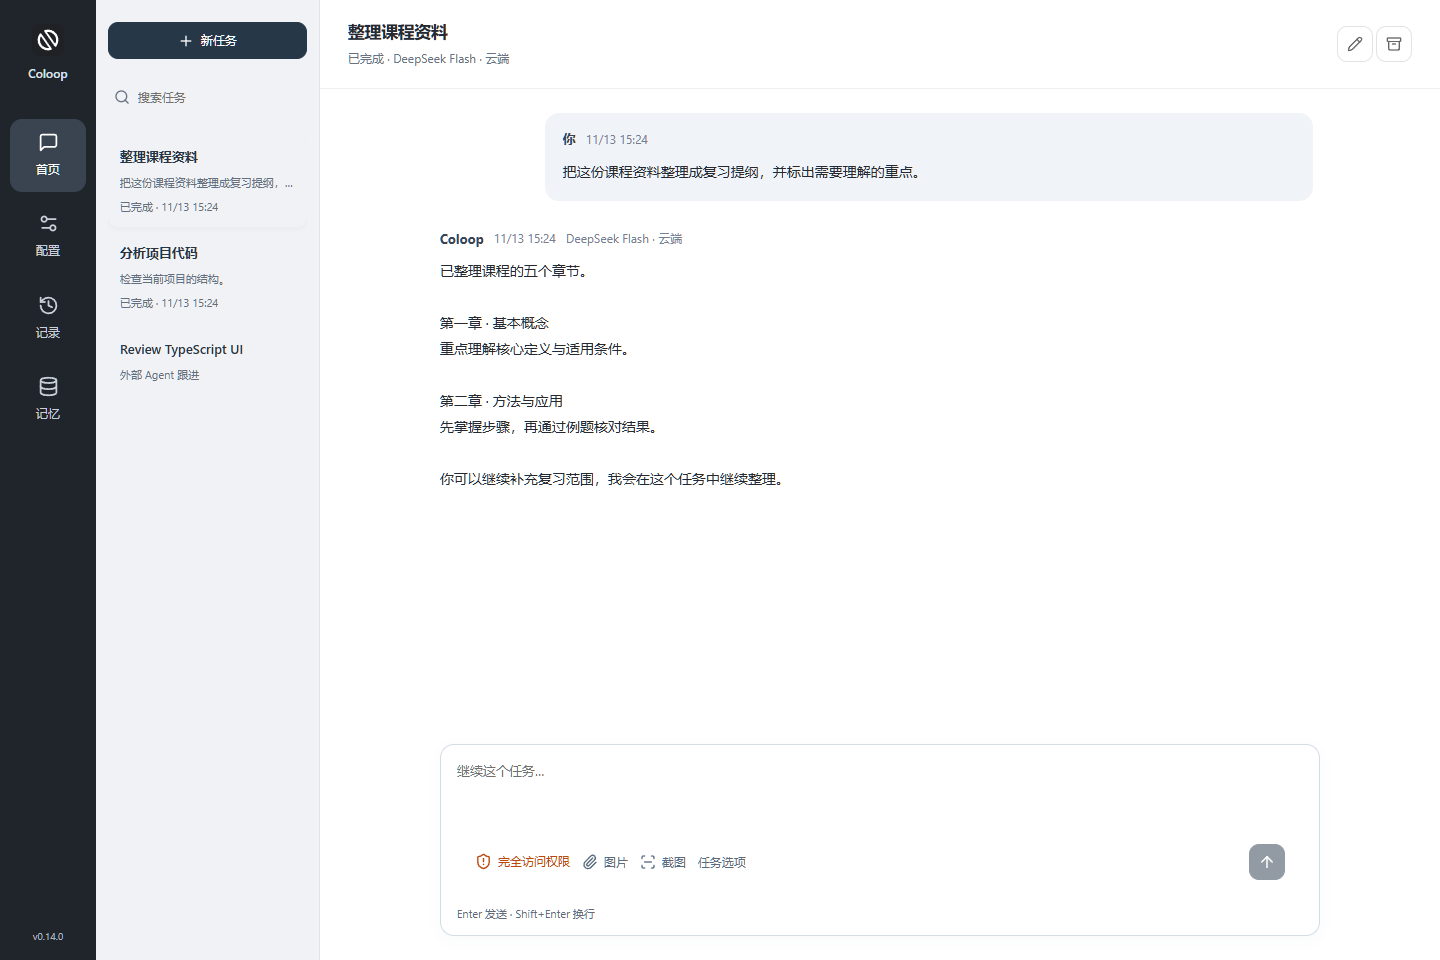 Coloop
首页
配置
记录
记忆
v0.14.0
新任务
搜索任务
整理课程资料
把这份课程资料整理成复习提纲，...
已完成 · 11/13 15:24
分析项目代码
检查当前项目的结构。
已完成 · 11/13 15:24
Review TypeScript UI
外部 Agent 跟进
整理课程资料
已完成 · DeepSeek Flash · 云端
你 11/13 15:24
把这份课程资料整理成复习提纲，并标出需要理解的重点。
Coloop 11/13 15:24 DeepSeek Flash · 云端
已整理课程的五个章节。
第一章 · 基本概念
重点理解核心定义与适用条件。
第二章 · 方法与应用
先掌握步骤，再通过例题核对结果。
你可以继续补充复习范围，我会在这个任务中继续整理。
继续这个任务...
完全访问权限 图片 截图 任务选项
Enter 发送 · Shift+Enter 换行